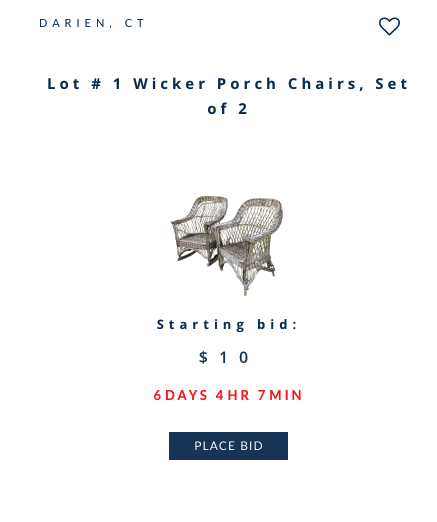 DARIEN, CT
Lot # 1 Wicker Porch Chairs, Set
of 2
Starting bid:
$10
6DAYS 4HR 7MIN
PLACE BID